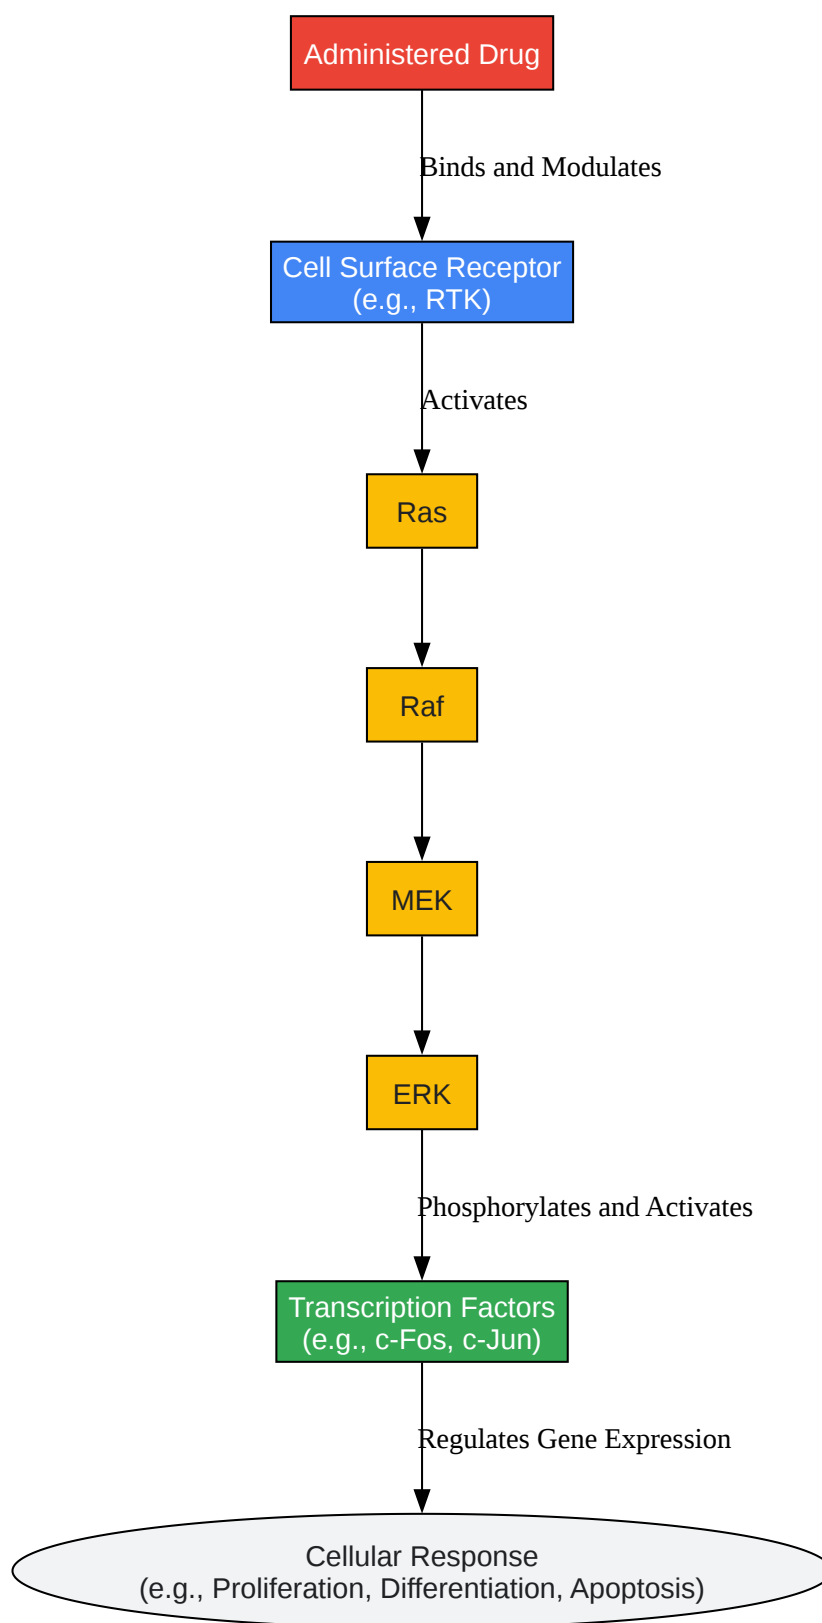 Administered Drug
Binds and Modulates
Cell Surface Receptor
(e.g., RTK)
Activates
Ras
Raf
MEK
ERK
Phosphorylates and Activates
Transcription Factors
(e.g., c-Fos, c-Jun)
Regulates Gene Expression
Cellular Response
(e.g., Proliferation, Differentiation, Apoptosis)